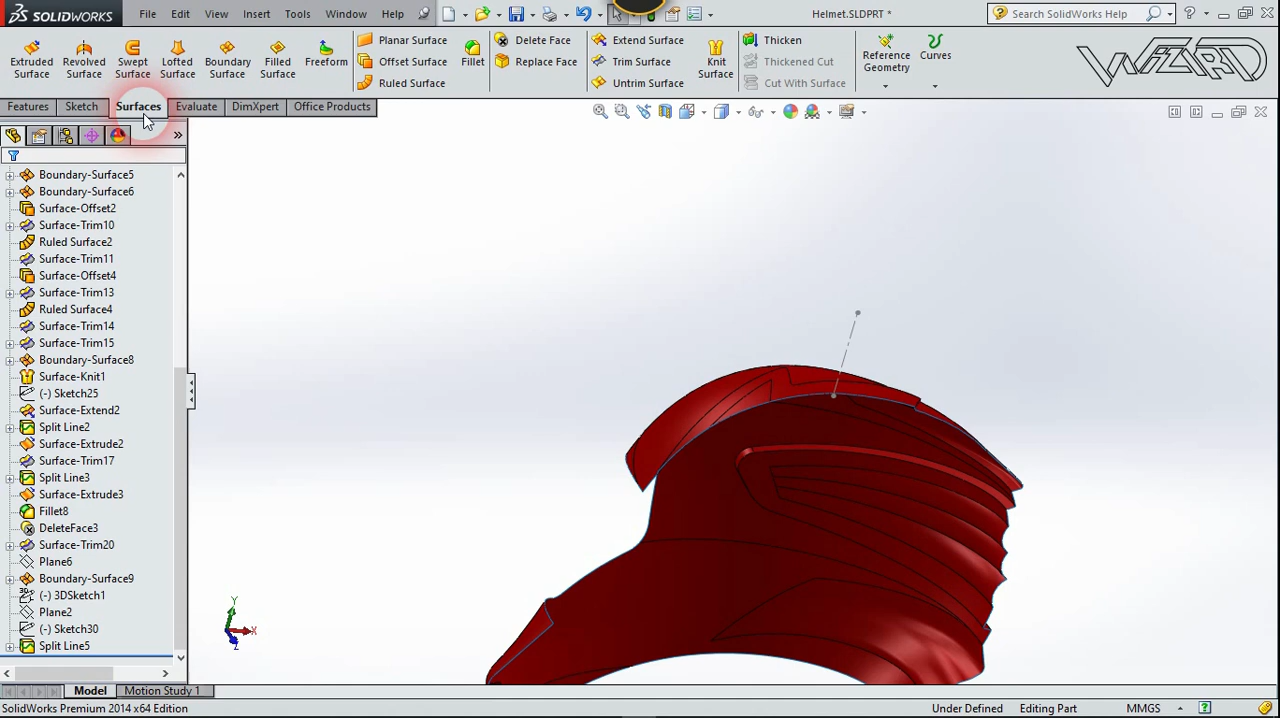 SOLIDWORKS File Edit View Insert Tools Window Help Helmet.SLDPRT * Search SolidWorks Help
Extruded Surface
Revolved Surface
Swept Surface
Lofted Surface
Boundary Surface
Filled Surface
Freeform
Planar Surface
Offset Surface
Ruled Surface
Fillet
Delete Face
Replace Face
Extend Surface
Trim Surface
Untrim Surface
Knit Surface
Thicken
Thickened Cut
Cut With Surface
Reference Geometry
Curves
WIZARD
Features Sketch Surfaces Evaluate DimXpert Office Products
Boundary-Surface5
Boundary-Surface6
Surface-Offset2
Surface-Trim10
Ruled Surface2
Surface-Trim11
Surface-Offset4
Surface-Trim13
Ruled Surface4
Surface-Trim14
Surface-Trim15
Boundary-Surface8
Surface-Knit1
(-) Sketch25
Surface-Extend2
Split Line2
Surface-Extrude2
Surface-Trim17
Split Line3
Surface-Extrude3
Fillet8
DeleteFace3
Surface-Trim20
Plane6
Boundary-Surface9
(-) 3DSketch1
Plane2
(-) Sketch30
Split Line5
Y
X
Z
Model Motion Study 1
SolidWorks Premium 2014 x64 Edition Under Defined Editing Part MMGS